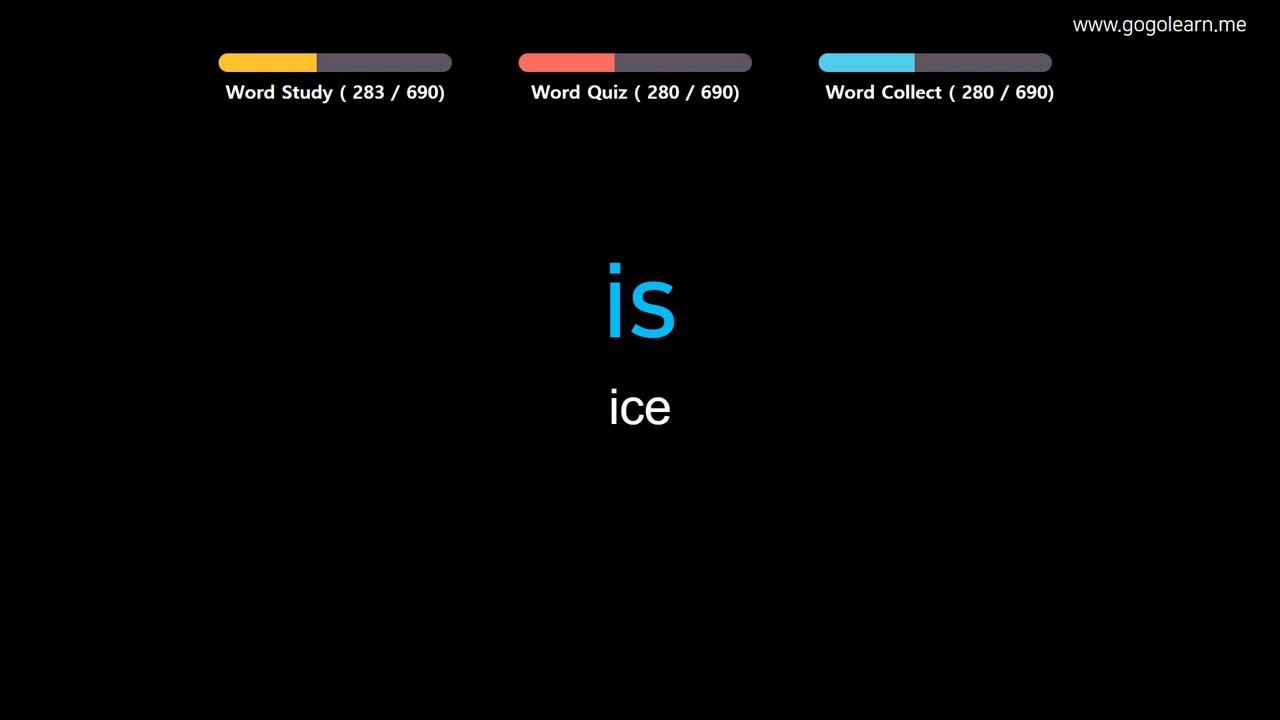 www.gogolearn.me
Word Study ( 283 / 690)
Word Quiz ( 280 / 690)
Word Collect ( 280 / 690)
is
ice